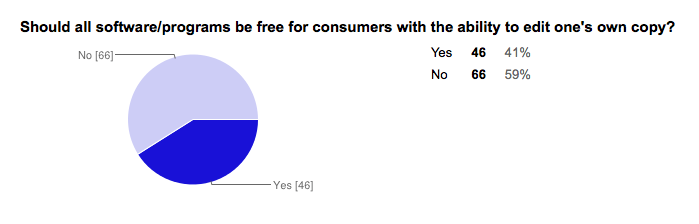 Should all software/programs be free for consumers with the ability to edit one's own copy?
No [66]
Yes 46 41%
No 66 59%
Yes [46]